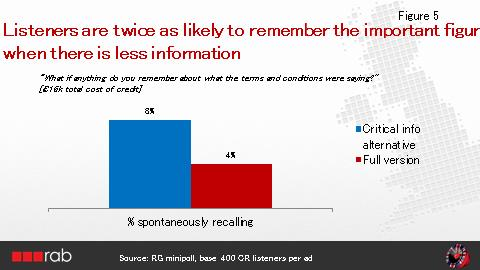 Figure 5
Listeners are twice as likely to remember the important figur
when there is less information
"What if anything do you remember about what the terms and conditions were saying?"
[£16k total cost of credit]
8%
4%
Critical info
alternative
Full version
% spontaneously recalling
rab
Source: RG minipoll, base 400 CR listeners per ad